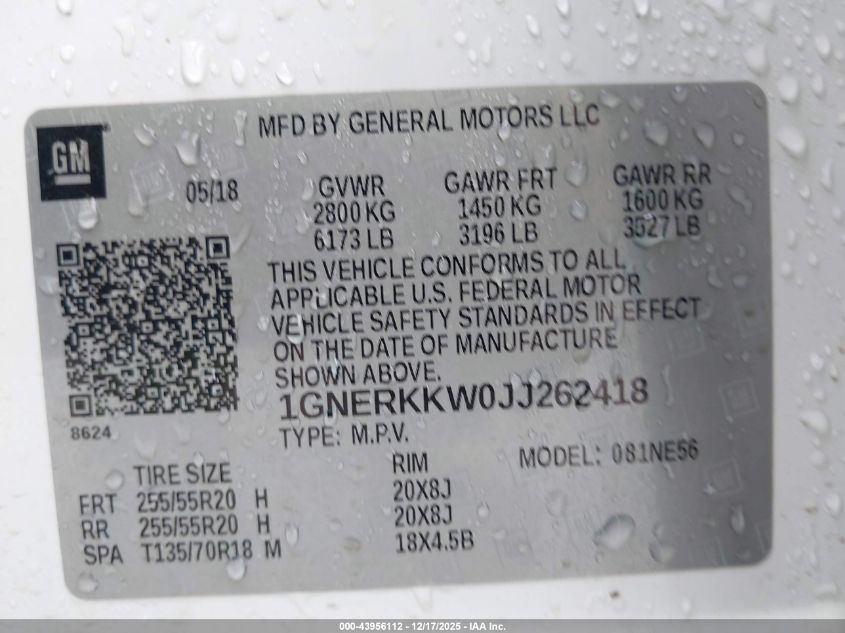 MFD BY GENERAL MOTORS LLC
GM
05/18
GVWR GAWR FRT GAWR RR
2800 KG 1450 KG 1600 KG
6173 LB 3196 LB 3527 LB
THIS VEHICLE CONFORMS TO ALL
APPLICABLE U.S. FEDERAL MOTOR
VEHICLE SAFETY STANDARDS IN EFFECT
ON THE DATE OF MANUFACTURE
SHOWN ABOVE.
1GNERKKW0JJ262418
8624
TYPE: M.P.V. MODEL: 081NE56
TIRE SIZE RIM
FRT 255/55R20 H 20X8J
RR 255/55R20 H 20X8J
SPA T135/70R18 M 18X4.5B
000-43956112 - 12/17/2025 - IAA Inc.